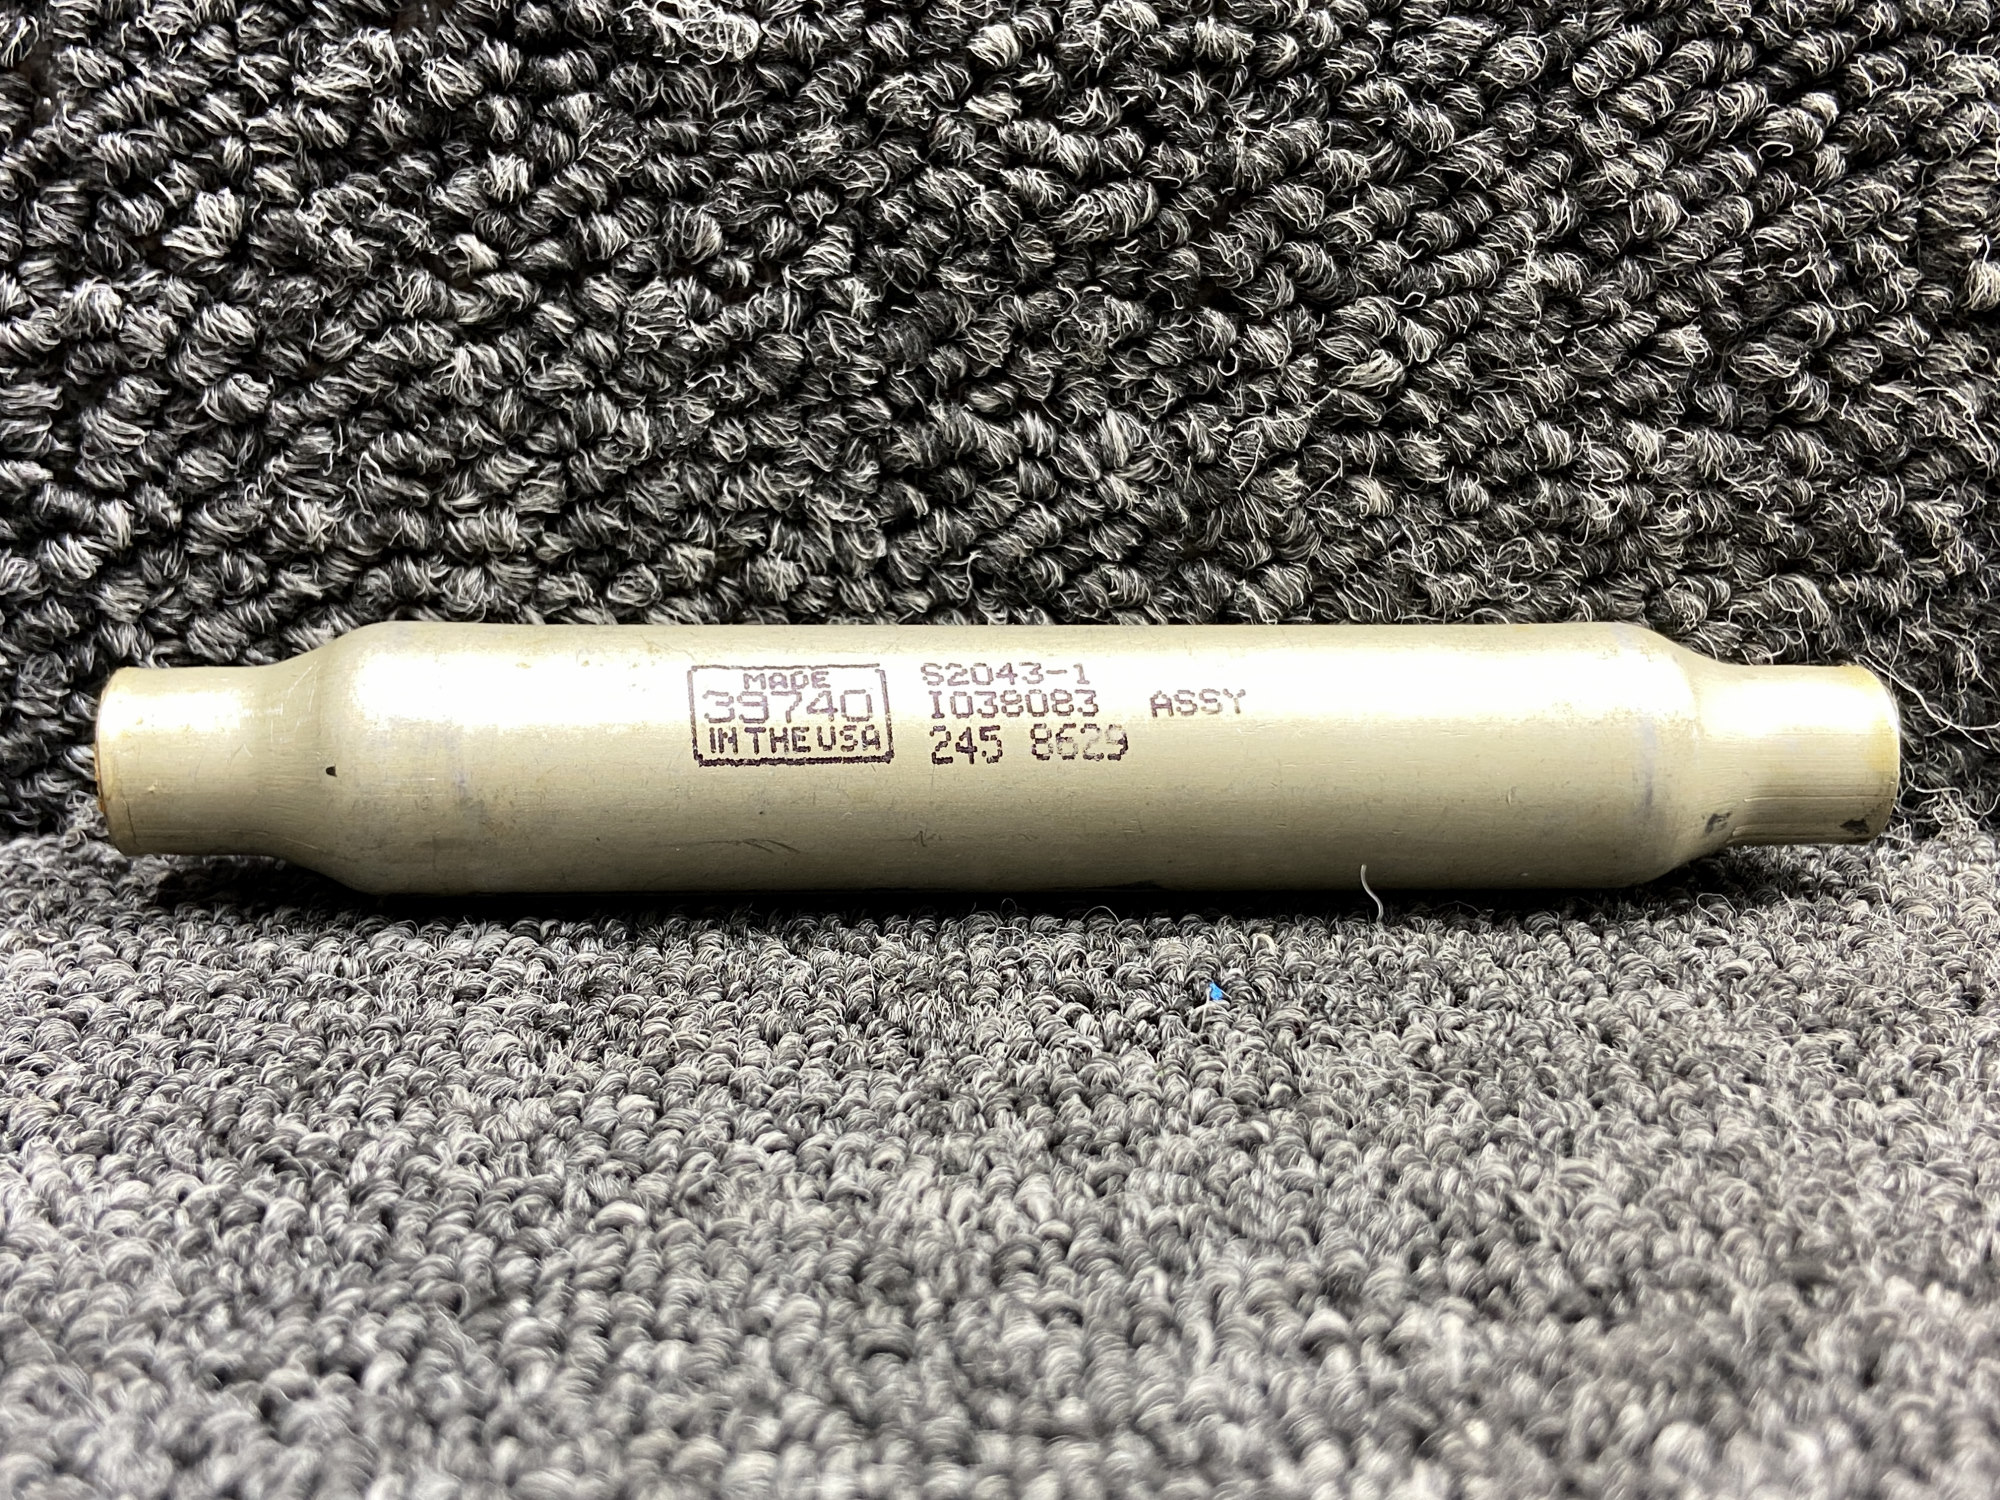 MADE
39740
IN THE USA
S2043-1
I038083 ASSY
245 8629